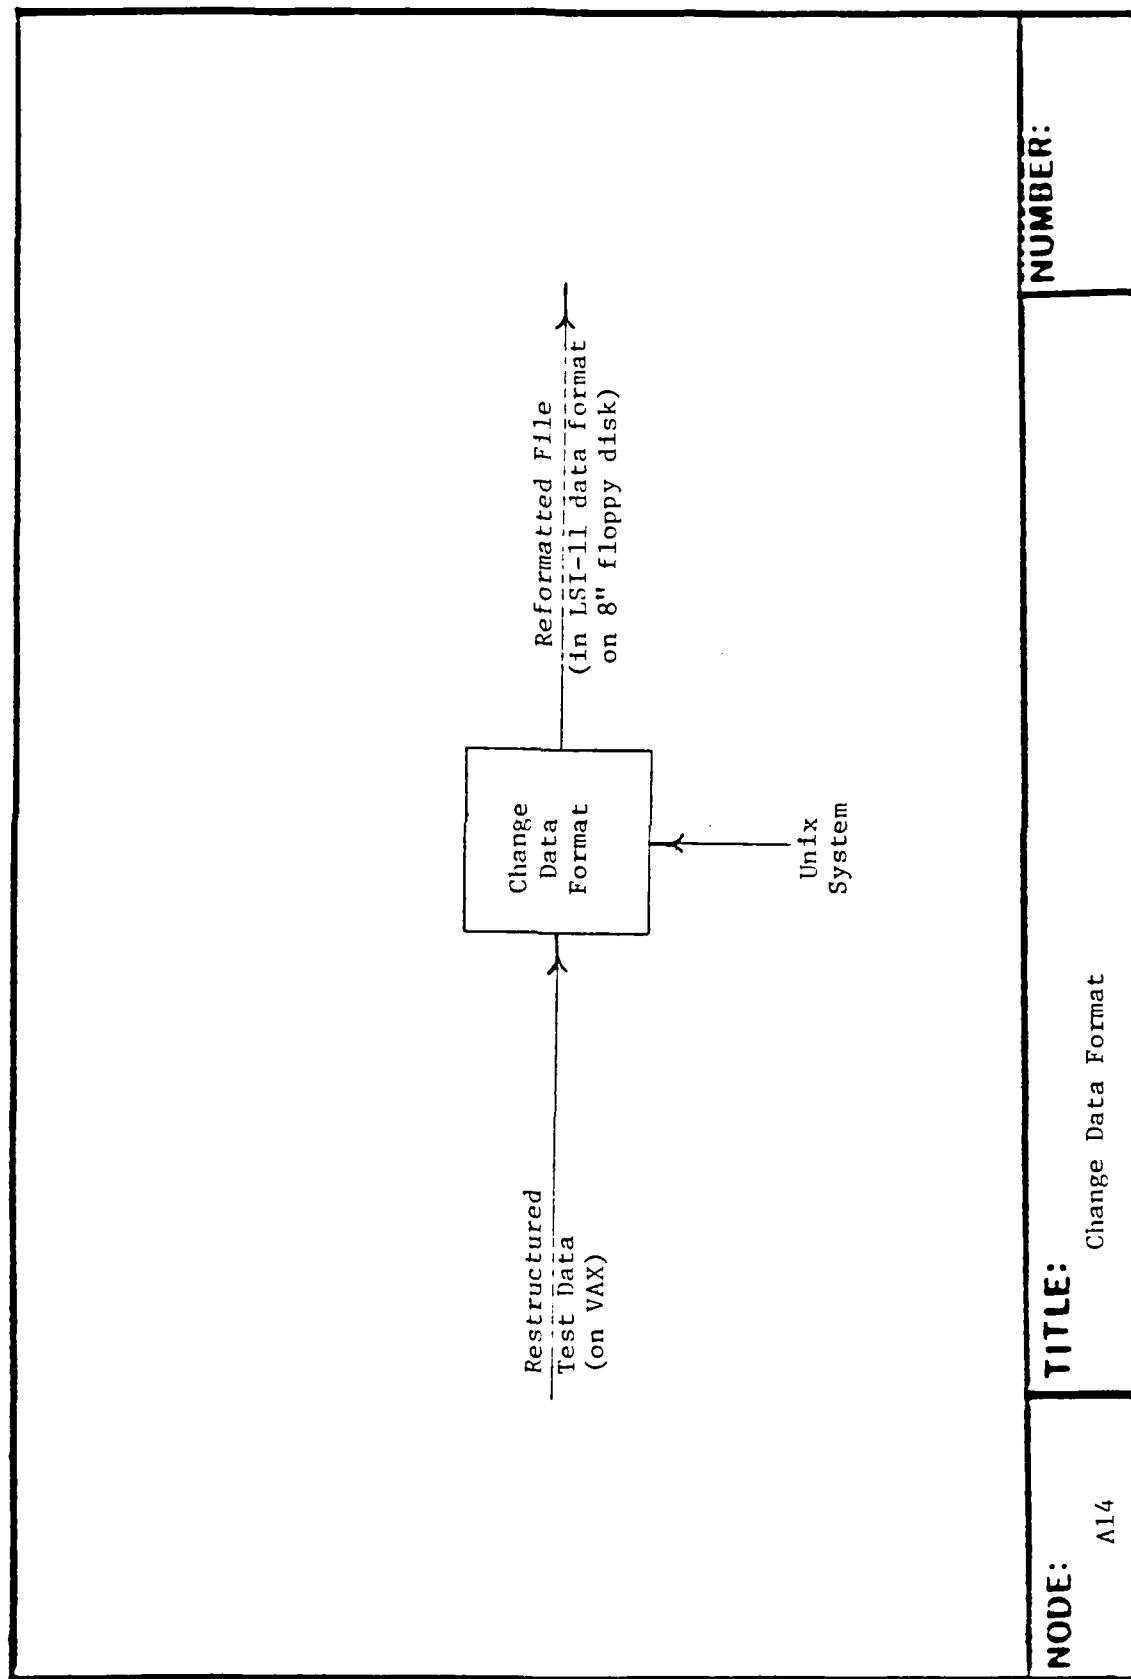 Restructured
Test Data
(on VAX)
Change
Data
Format
Reformatted File
(in LSI-11 data format
on 8" floppy disk)
Unix
System
NODE:
A14
TITLE:
Change Data Format
NUMBER: